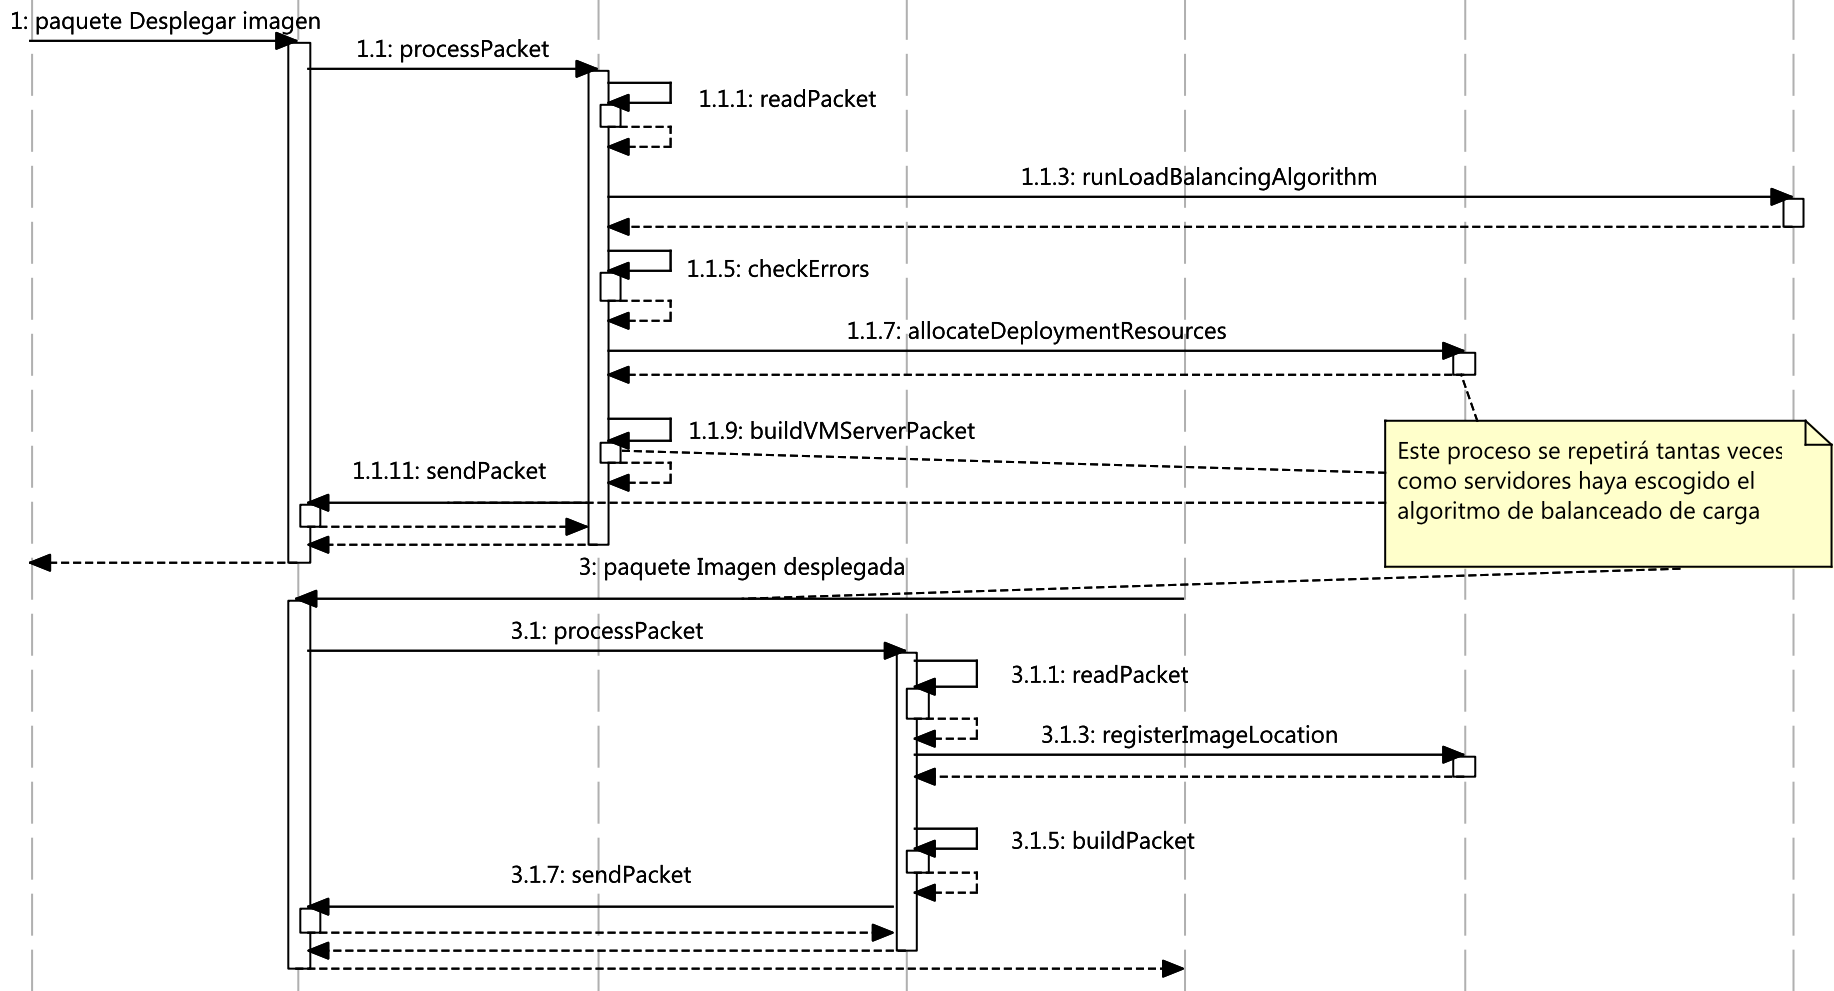 1: paquete Desplegar imagen
1.1: processPacket
1.1.1: readPacket
1.1.3: runLoadBalancingAlgorithm
1.1.5: checkErrors
1.1.7: allocateDeploymentResources
1.1.9: buildVMServerPacket
1.1.11: sendPacket
Este proceso se repetirá tantas veces
como servidores haya escogido el
algoritmo de balanceado de carga
3: paquete Imagen desplegada
3.1: processPacket
3.1.1: readPacket
3.1.3: registerImageLocation
3.1.5: buildPacket
3.1.7: sendPacket